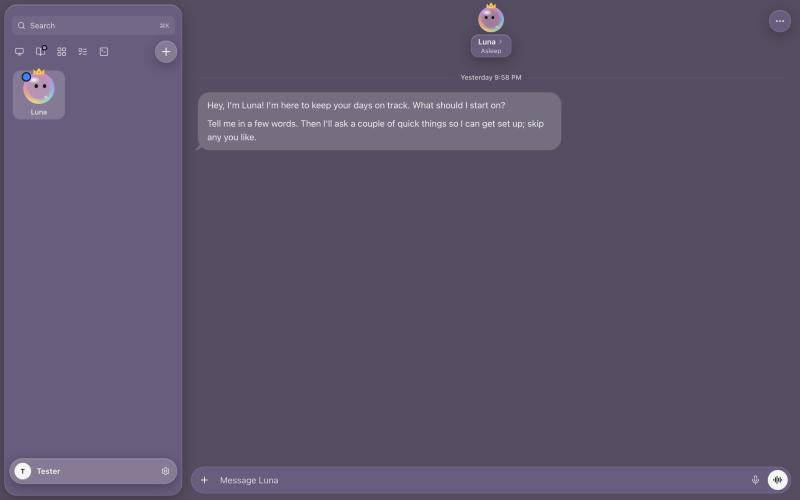 Search
⌘K
Luna
Tester
T
Luna
Asleep
Yesterday 9:58 PM
Hey, I'm Luna! I'm here to keep your days on track. What should I start on?
Tell me in a few words. Then I'll ask a couple of quick things so I can get set up; skip
any you like.
Message Luna